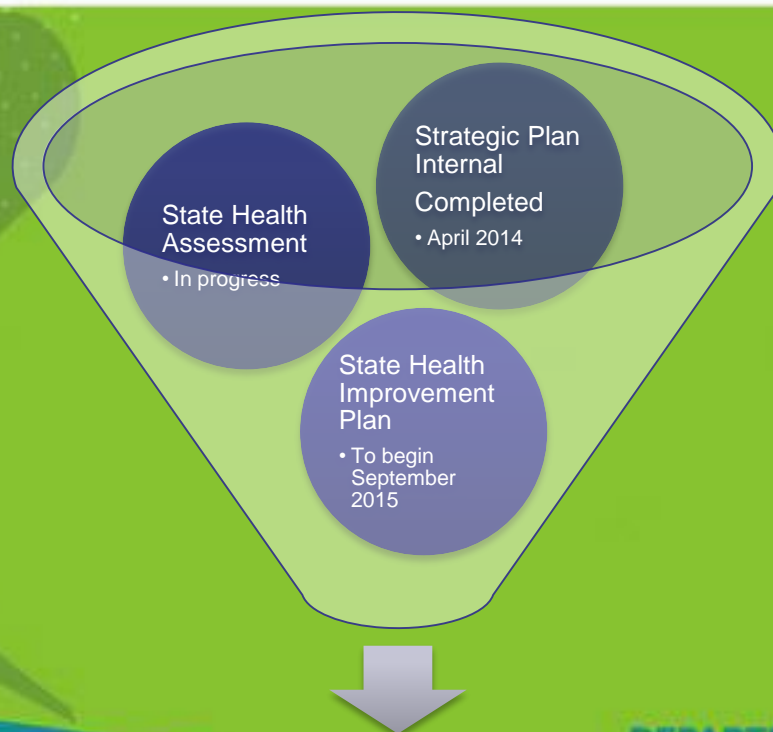 Strategic Plan
Internal
Completed
• April 2014
State Health
Assessment
• In progress
State Health
Improvement
Plan
• To begin
September
2015